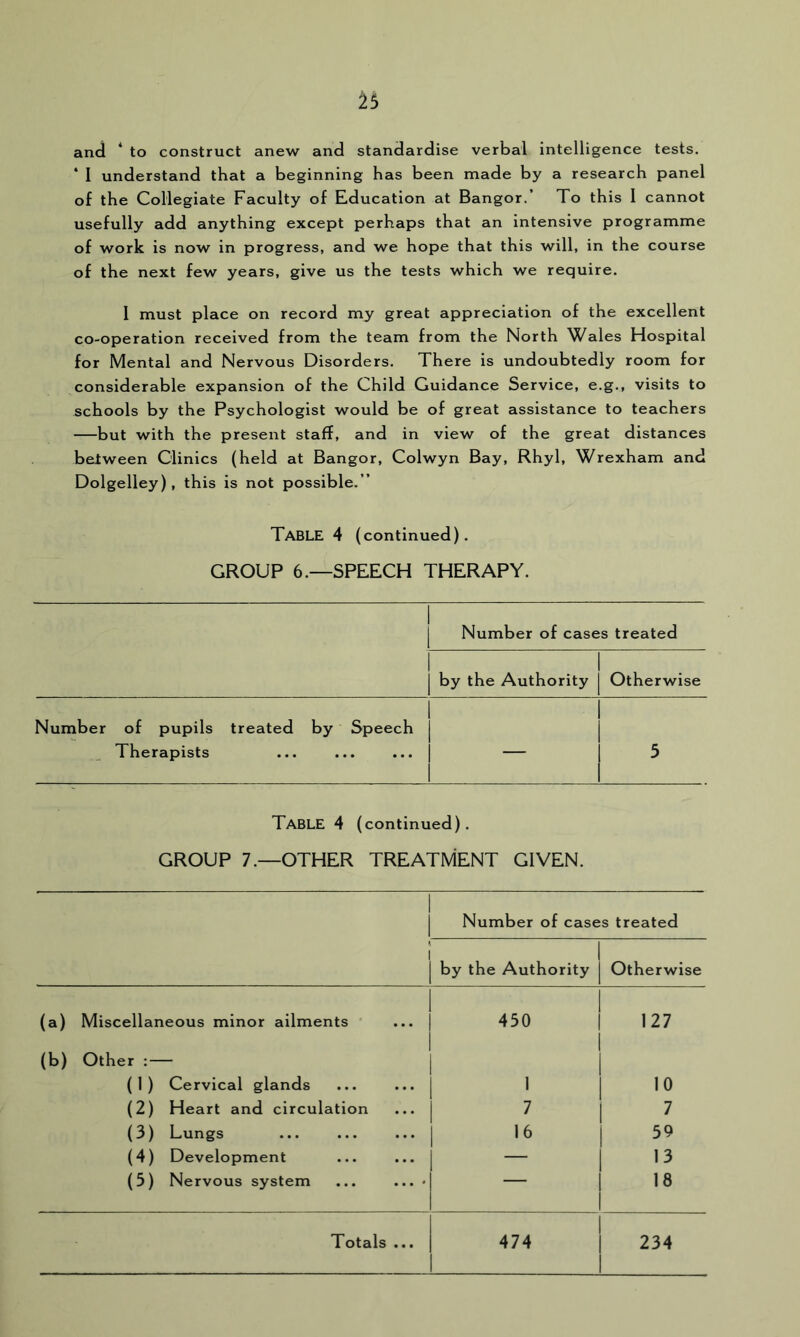 25
and ‘ to construct anew and standardise verbal intelligence tests.
‘ I understand that a beginning has been made by a research panel
of the Collegiate Faculty of Education at Bangor.’ To this I cannot
usefully add anything except perhaps that an intensive programme
of work is now in progress, and we hope that this will, in the course
of the next few years, give us the tests which we require.
I must place on record my great appreciation of the excellent
co-operation received from the team from the North Wales Hospital
for Mental and Nervous Disorders. There is undoubtedly room for
considerable expansion of the Child Guidance Service, e.g., visits to
schools by the Psychologist would be of great assistance to teachers
—but with the present staff, and in view of the great distances
between Clinics (held at Bangor, Colwyn Bay, Rhyl, Wrexham and
Dolgelley), this is not possible.”
TABLE 4 (continued).
GROUP 6.—SPEECH THERAPY.
Number of cases treated
by the Authority Otherwise
Number of pupils treated by Speech
Therapists ... ... ... — 5
TABLE 4 (continued).
GROUP 7.—OTHER TREATMENT GIVEN.
Number of cases treated
by the Authority Otherwise
(a) Miscellaneous minor ailments ... 450 127
(b) Other :—
(1) Cervical glands ... ... 1 10
(2) Heart and circulation ... 7 7
(3) Lungs ... ... ... 16 59
(4) Development ... ... — 13
(5) Nervous system ... ... — 18
Totals ... 474 234